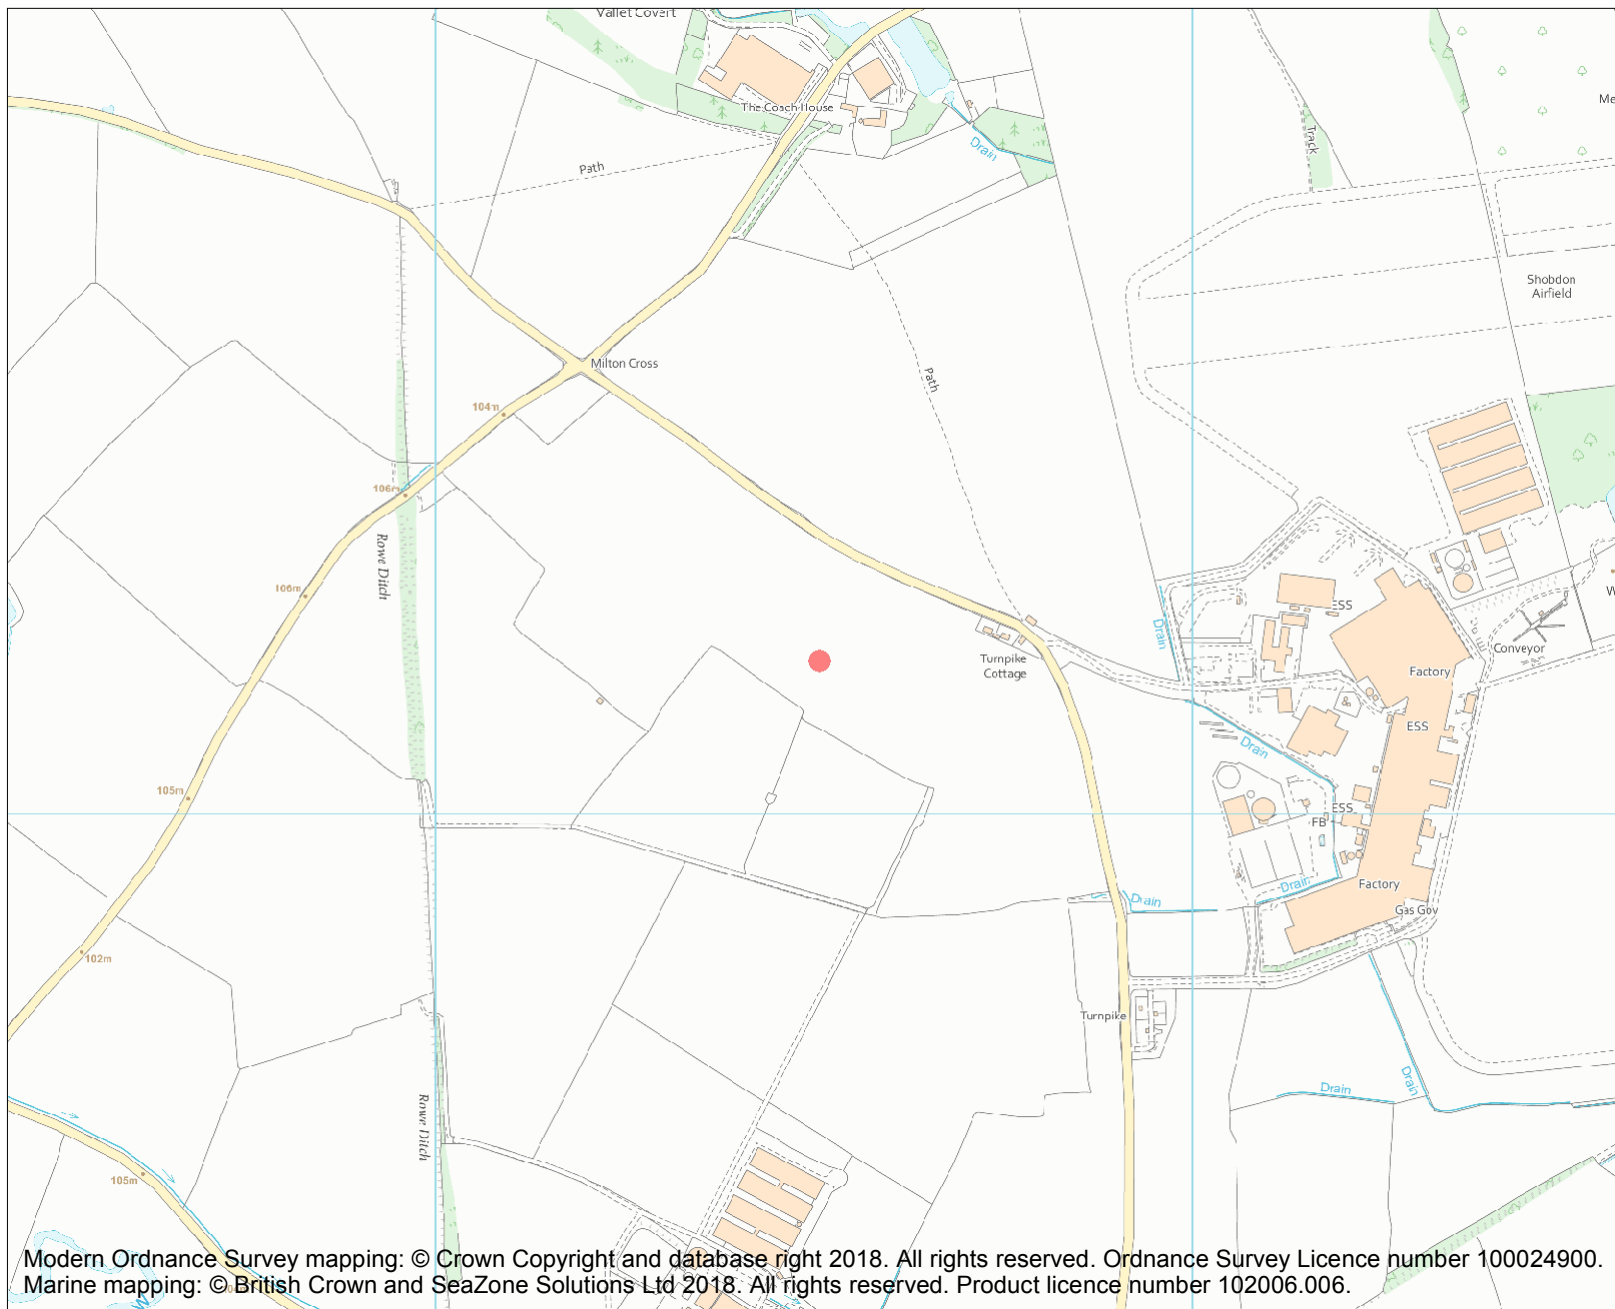 Vallet Covert
The Coach House
Drain
Path
Track
Me
Shobdon
Airfield
Milton Cross
Path
104m
106m
Rowe Ditch
106m
ESS
Drain
Turnpike
Cottage
Conveyor
W
Factory
ESS
Drain
105m
ESS
FB
Factory
Drain
Drain
Gas Gov
102m
Turnpike
Drain
Drain
Rowe Ditch
105m
Modern Ordnance Survey mapping: © Crown Copyright and database right 2018. All rights reserved. Ordnance Survey Licence number 100024900.
Marine mapping: © British Crown and SeaZone Solutions Ltd 2018. All rights reserved. Product licence number 102006.006.
W